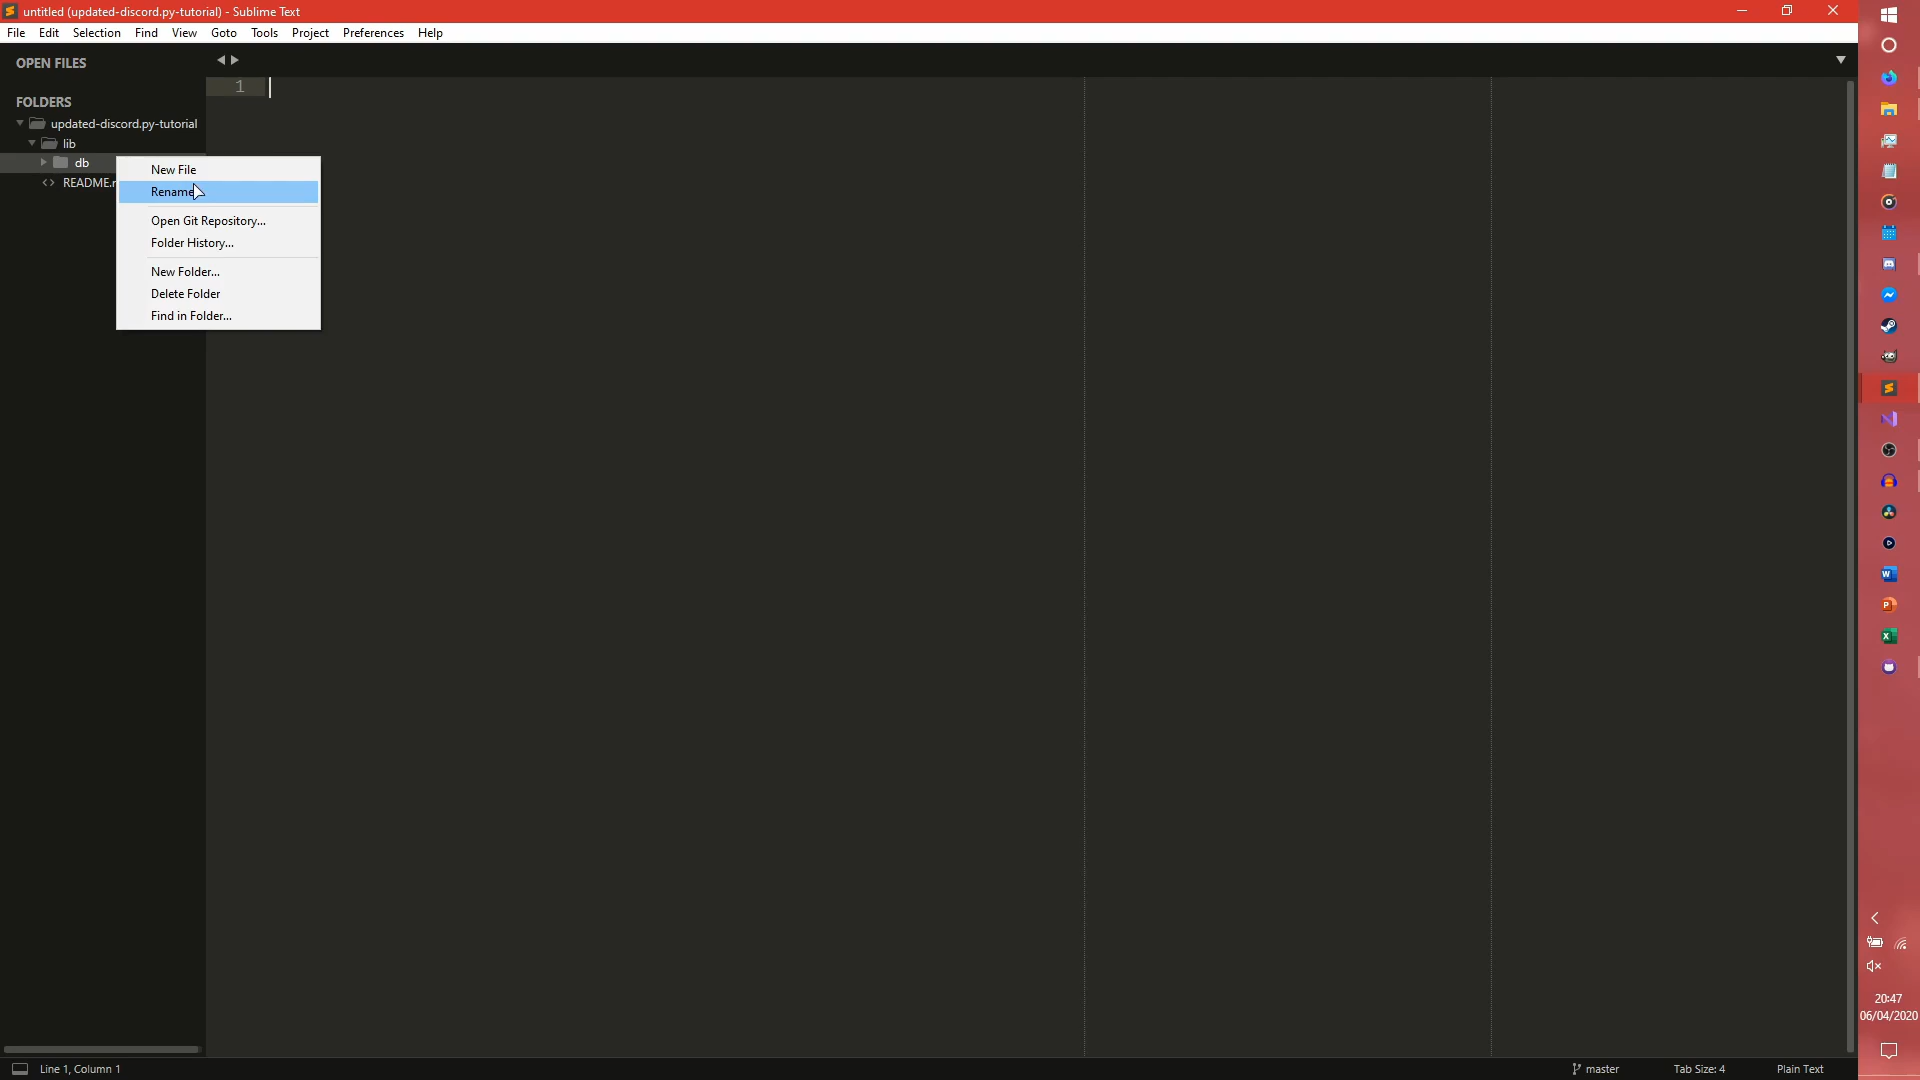 untitled (updated-discord.py-tutorial) - Sublime Text
File Edit Selection Find View Goto Tools Project Preferences Help
OPEN FILES
1
FOLDERS
updated-discord.py-tutorial
lib
db
README.
New File
Rename
Open Git Repository...
Folder History...
New Folder...
Delete Folder
Find in Folder...
20:47
06/04/2020
Line 1, Column 1
master
Tab Size: 4
Plain Text